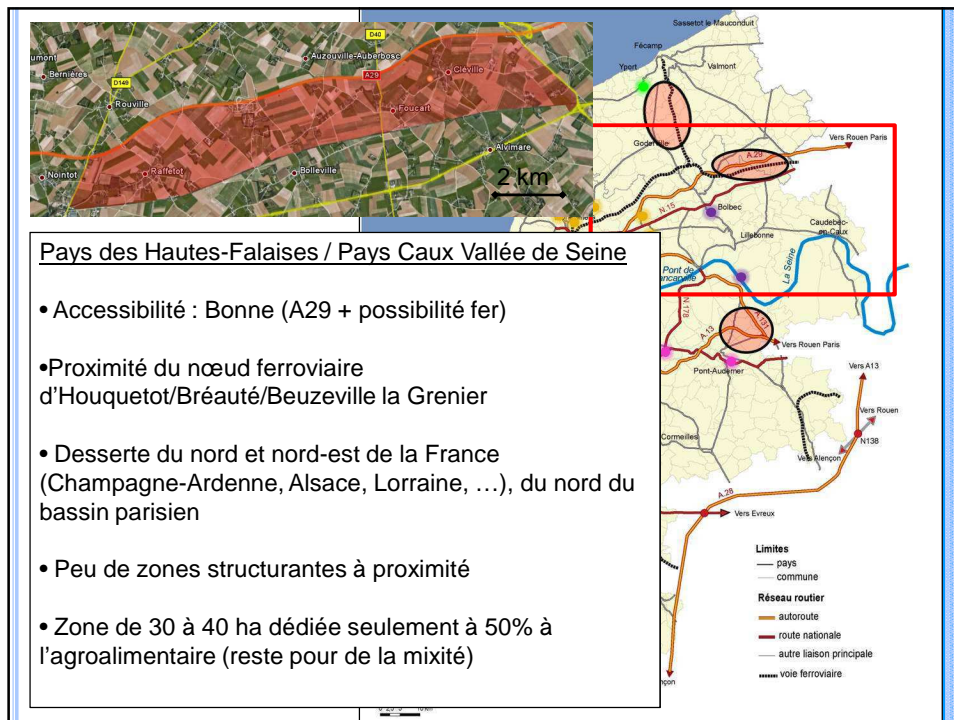 D40
Auzouville-Auberbosc
Bernières
D149
A29
Cléville
Rouville
Foucart
Nointot
Raffetot
Bolleville
Alvimare
2 km
Sassetot le Mauconduit
Fécamp
Yport
Valmont
Goderville
Vers Rouen Paris
A.29
N.15
Bolbec
Lillebonne
Caudebec-
en-Caux
La Seine
Pont de
N.178
A.131
A.13
Vers Rouen Paris
Pont-Audemer
Vers A13
Vers Rouen
Cormeilles
N138
Vers Alençon
A.28
Vers Evreux
Pays des Hautes-Falaises / Pays Caux Vallée de Seine
• Accessibilité : Bonne (A29 + possibilité fer)
•Proximité du nœud ferroviaire
d’Houquetot/Bréauté/Beuzeville la Grenier
• Desserte du nord et nord-est de la France
(Champagne-Ardenne, Alsace, Lorraine, …), du nord du
bassin parisien
• Peu de zones structurantes à proximité
• Zone de 30 à 40 ha dédiée seulement à 50% à
l’agroalimentaire (reste pour de la mixité)
Limites
pays
commune
Réseau routier
autoroute
route nationale
autre liaison principale
voie ferroviaire